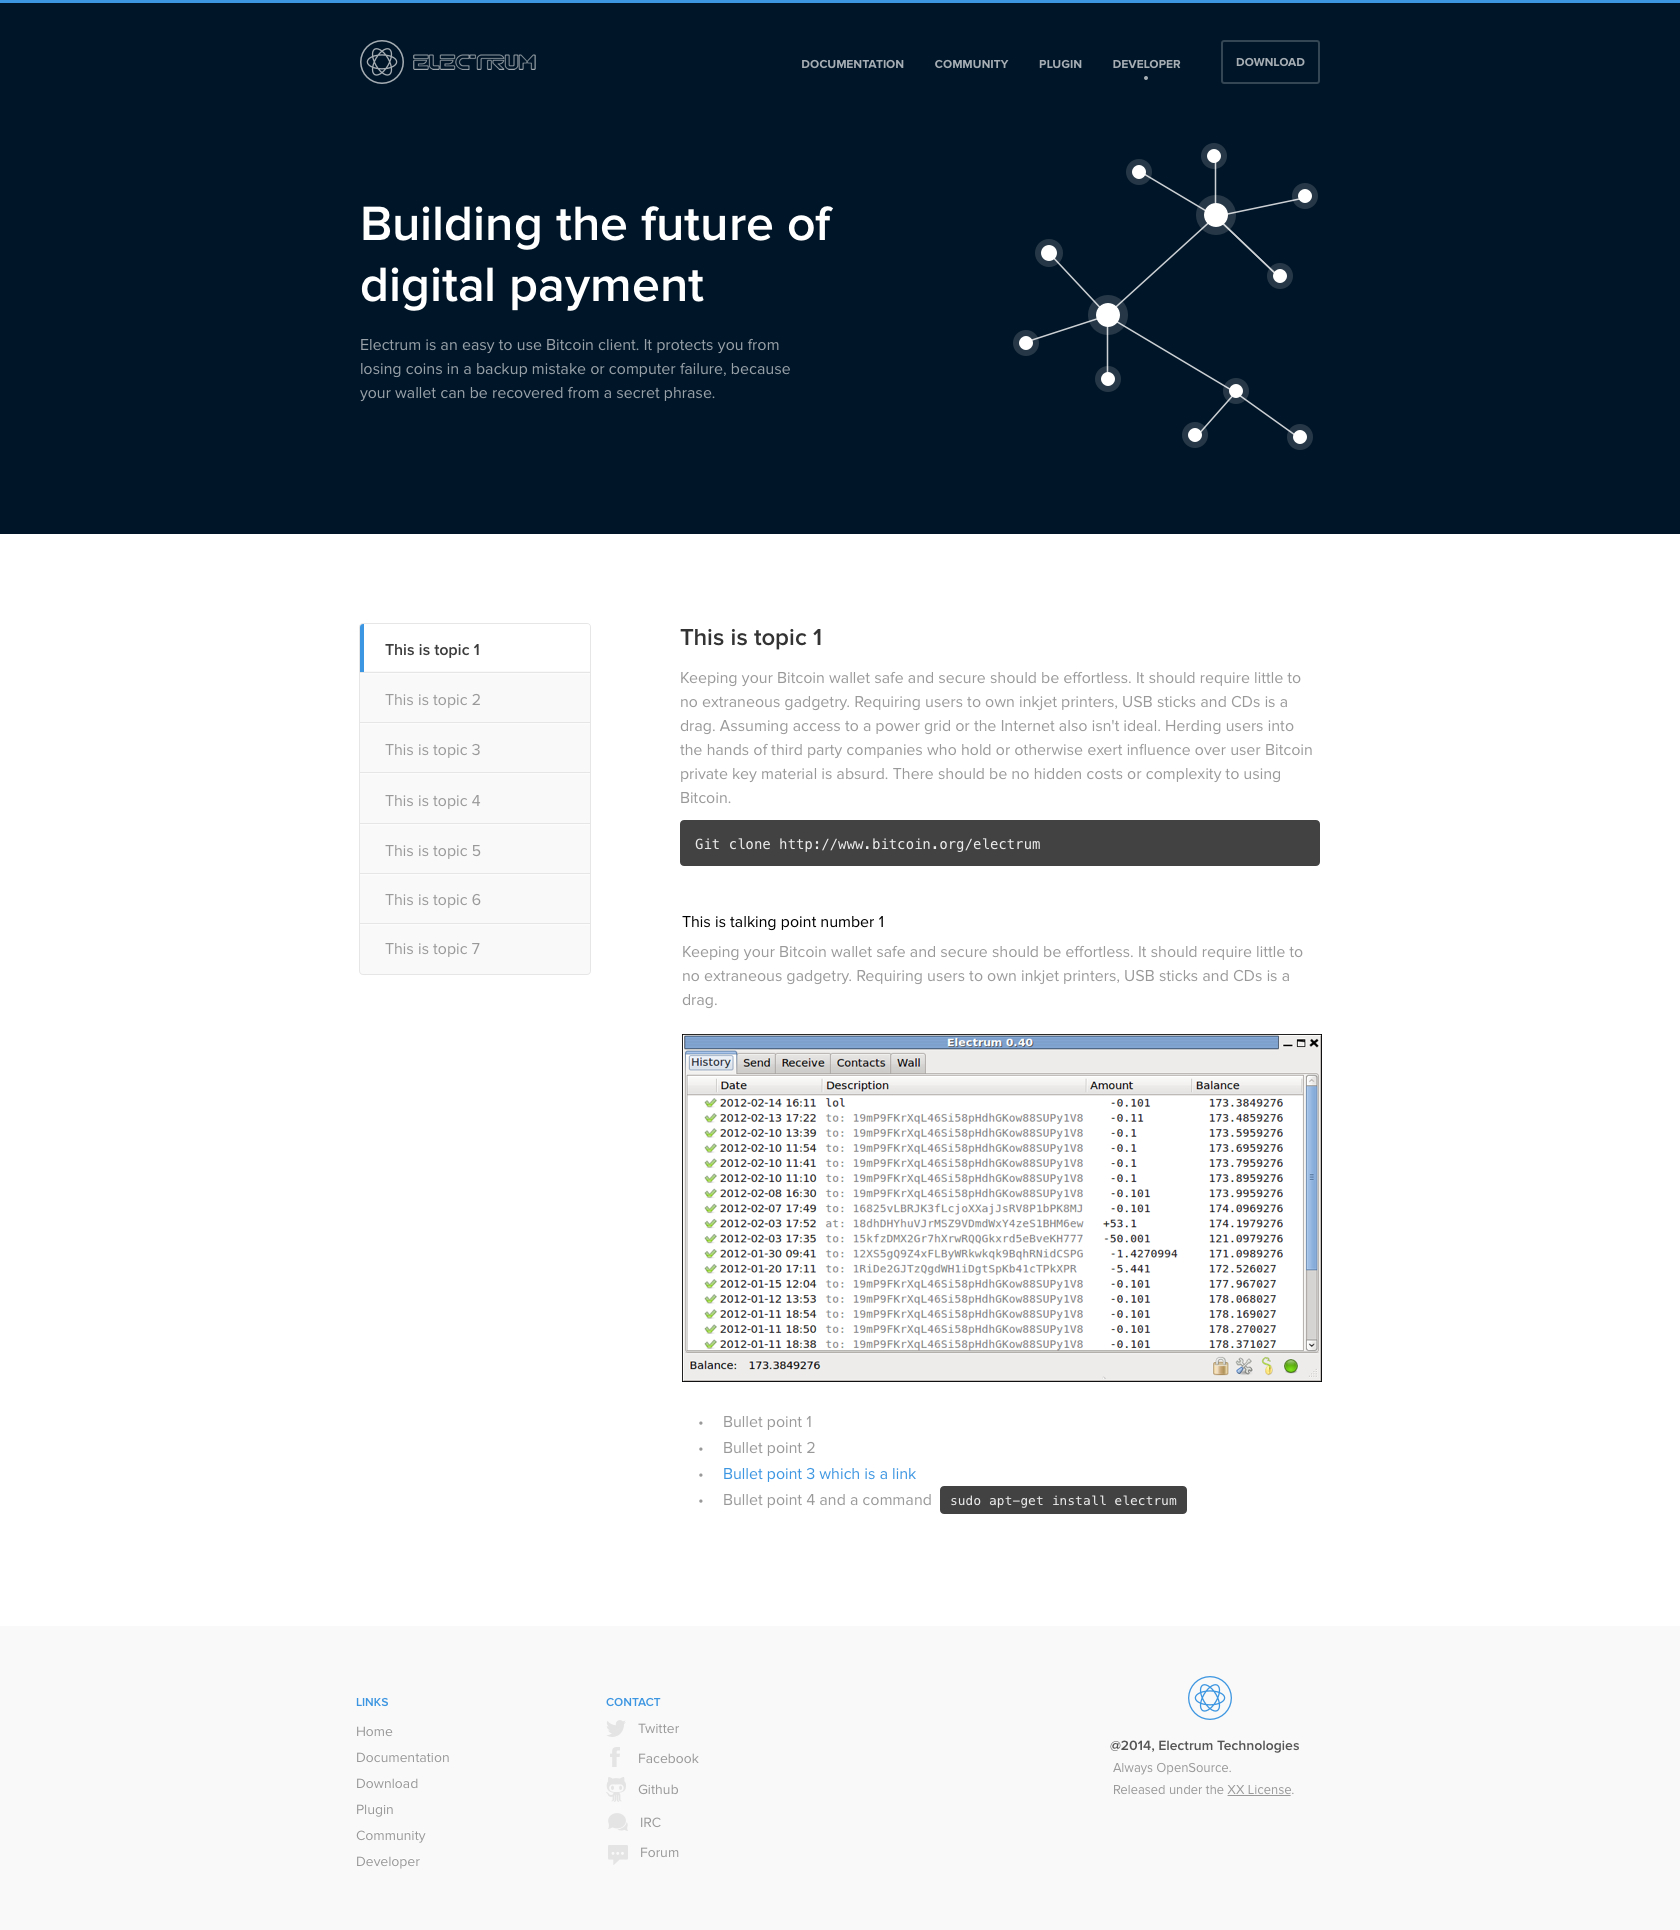 ELECTRUM
DOCUMENTATION COMMUNITY PLUGIN DEVELOPER DOWNLOAD
Building the future of
digital payment
Electrum is an easy to use Bitcoin client. It protects you from
losing coins in a backup mistake or computer failure, because
your wallet can be recovered from a secret phrase.
This is topic 1
This is topic 2
This is topic 3
This is topic 4
This is topic 5
This is topic 6
This is topic 7
This is topic 1
Keeping your Bitcoin wallet safe and secure should be effortless. It should require little to
no extraneous gadgetry. Requiring users to own inkjet printers, USB sticks and CDs is a
drag. Assuming access to a power grid or the Internet also isn't ideal. Herding users into
the hands of third party companies who hold or otherwise exert influence over user Bitcoin
private key material is absurd. There should be no hidden costs or complexity to using
Bitcoin.
Git clone http://www.bitcoin.org/electrum
This is talking point number 1
Keeping your Bitcoin wallet safe and secure should be effortless. It should require little to
no extraneous gadgetry. Requiring users to own inkjet printers, USB sticks and CDs is a
drag.
Electrum 0.40
History Send Receive Contacts Wall
Date Description Amount Balance
2012-02-14 16:11 lol -0.101 173.3849276
2012-02-13 17:22 to: 19mP9FKrXqL46Si58pHdhGKow88SUPy1V8 -0.11 173.4859276
2012-02-10 13:39 to: 19mP9FKrXqL46Si58pHdhGKow88SUPy1V8 -0.1 173.5959276
2012-02-10 11:54 to: 19mP9FKrXqL46Si58pHdhGKow88SUPy1V8 -0.1 173.6959276
2012-02-10 11:41 to: 19mP9FKrXqL46Si58pHdhGKow88SUPy1V8 -0.1 173.7959276
2012-02-10 11:10 to: 19mP9FKrXqL46Si58pHdhGKow88SUPy1V8 -0.1 173.8959276
2012-02-08 16:30 to: 19mP9FKrXqL46Si58pHdhGKow88SUPy1V8 -0.101 173.9959276
2012-02-07 17:49 to: 16825vLBRJK3fLcjoXXajJsRV8P1bPK8MJ -0.101 174.0969276
2012-02-03 17:52 at: 18dhDHYhuVJrMSZ9VDmdWxY4zeS1BHM6ew +53.1 174.1979276
2012-02-03 17:35 to: 15kfzDMX2Gr7hXrwRQQGkxrd5eBveKH777 -50.001 121.0979276
2012-01-30 09:41 to: 12XS5gQ9Z4xFLByWRkwkqk9BqhRNidCSPG -1.4270994 171.0989276
2012-01-20 17:11 to: 1RiDe2GJTzQgdWH1iDgtSpKb41cTPkXPR -5.441 172.526027
2012-01-15 12:04 to: 19mP9FKrXqL46Si58pHdhGKow88SUPy1V8 -0.101 177.967027
2012-01-12 13:53 to: 19mP9FKrXqL46Si58pHdhGKow88SUPy1V8 -0.101 178.068027
2012-01-11 18:54 to: 19mP9FKrXqL46Si58pHdhGKow88SUPy1V8 -0.101 178.169027
2012-01-11 18:50 to: 19mP9FKrXqL46Si58pHdhGKow88SUPy1V8 -0.101 178.270027
2012-01-11 18:38 to: 19mP9FKrXqL46Si58pHdhGKow88SUPy1V8 -0.101 178.371027
Balance: 173.3849276
• Bullet point 1
• Bullet point 2
• Bullet point 3 which is a link
• Bullet point 4 and a command sudo apt-get install electrum
LINKS
Home
Documentation
Download
Plugin
Community
Developer
CONTACT
Twitter
Facebook
Github
IRC
Forum
@2014, Electrum Technologies
Always OpenSource.
Released under the XX License.